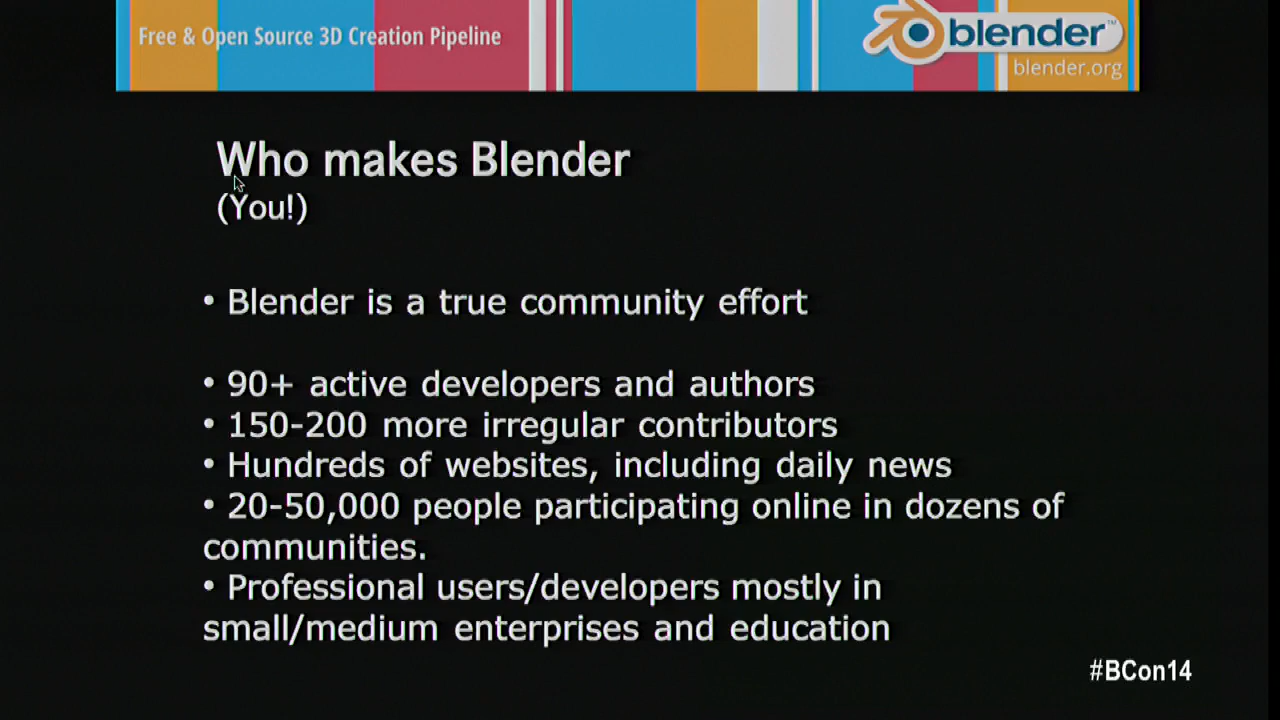 Free & Open Source 3D Creation Pipeline
blender™
blender.org
Who makes Blender
(You!)
• Blender is a true community effort
• 90+ active developers and authors
• 150-200 more irregular contributors
• Hundreds of websites, including daily news
• 20-50,000 people participating online in dozens of
communities.
• Professional users/developers mostly in
small/medium enterprises and education
#BCon14